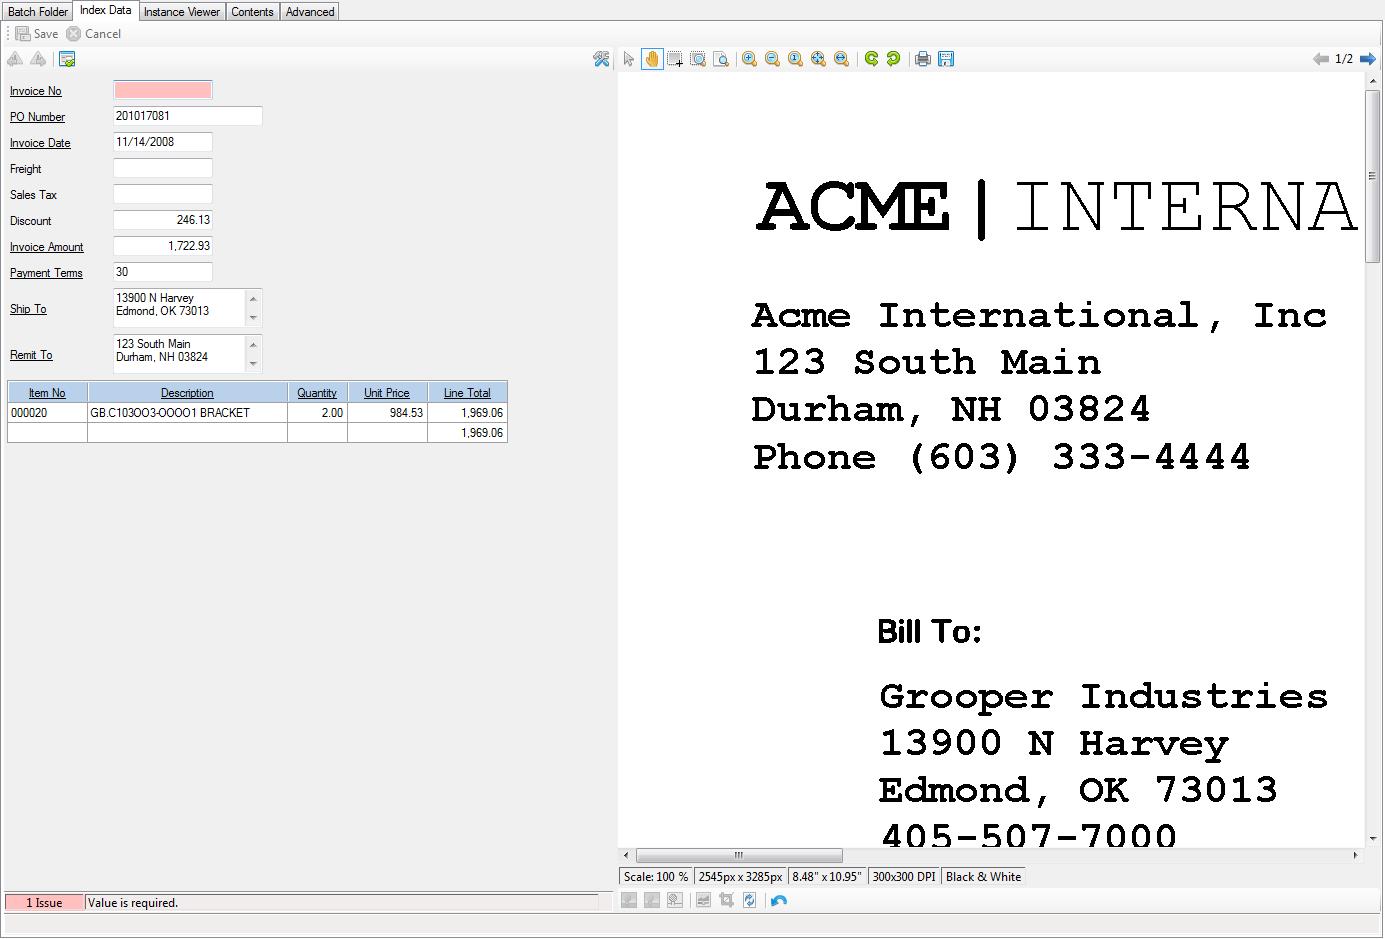 Batch Folder Index Data Instance Viewer Contents Advanced
Save Cancel
1/2
Invoice No
PO Number 201017081
Invoice Date 11/14/2008
Freight
Sales Tax
Discount 246.13
Invoice Amount 1,722.93
Payment Terms 30
Ship To 13900 N Harvey
Edmond, OK 73013
Remit To 123 South Main
Durham, NH 03824
Item No Description Quantity Unit Price Line Total
000020 GB.C103OO3-OOOO1 BRACKET 2.00 984.53 1,969.06
1,969.06
ACME | INTERNA
Acme International, Inc
123 South Main
Durham, NH 03824
Phone (603) 333-4444
Bill To:
Grooper Industries
13900 N Harvey
Edmond, OK 73013
405-507-7000
Scale: 100 % 2545px x 3285px 8.48" x 10.95" 300x300 DPI Black & White
1 Issue Value is required.